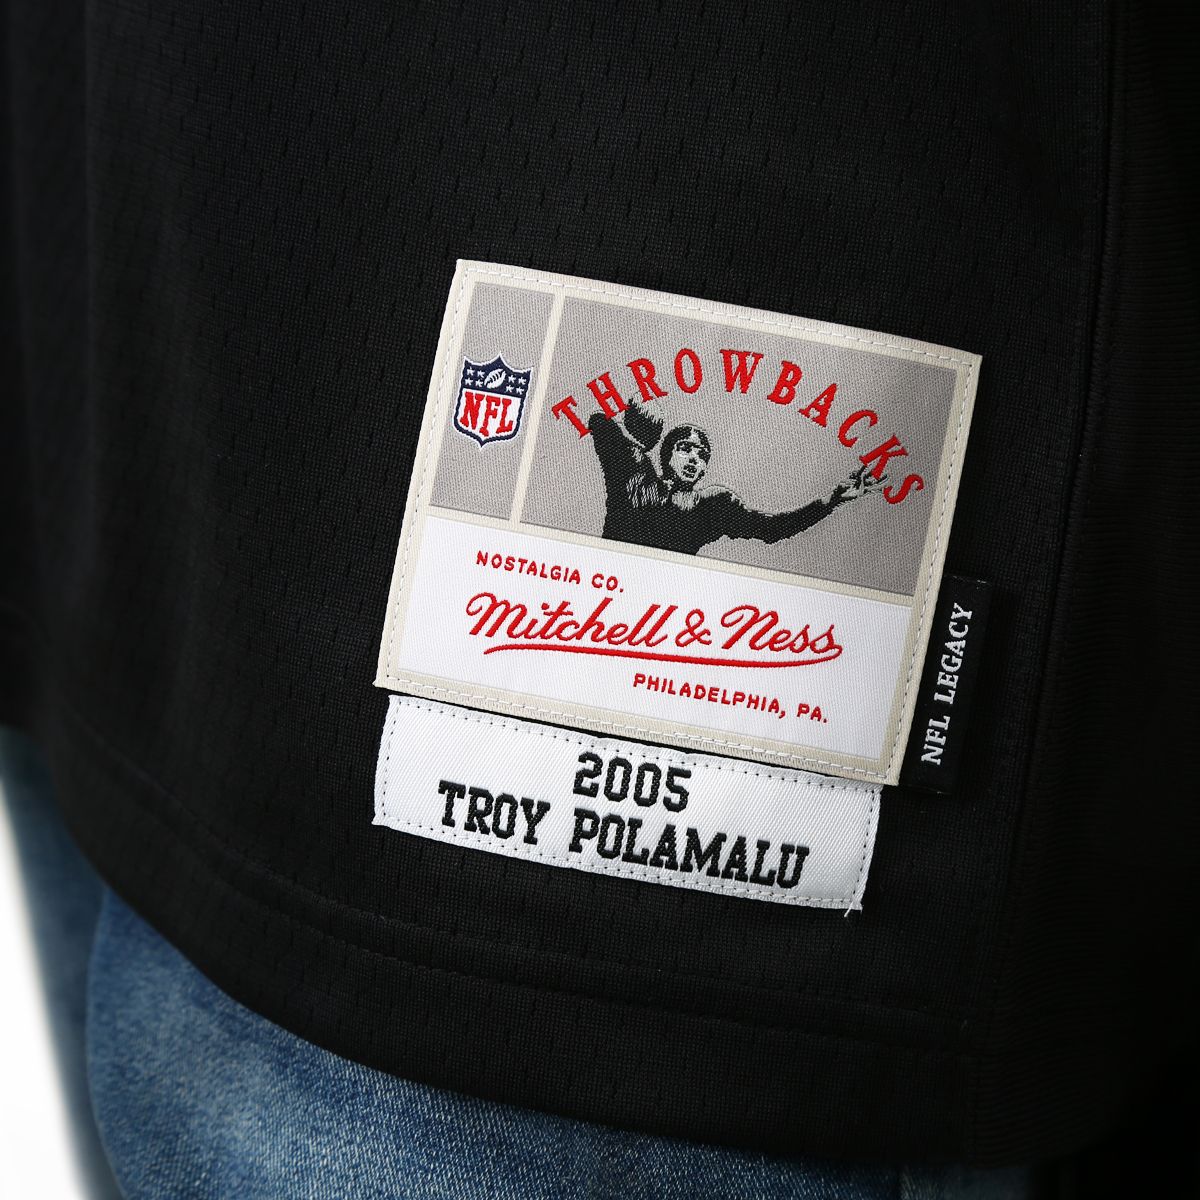 NFL
THROWBACKS
NOSTALGIA CO.
Mitchell & Ness
PHILADELPHIA, PA.
NFL LEGACY
2005
TROY POLAMALU